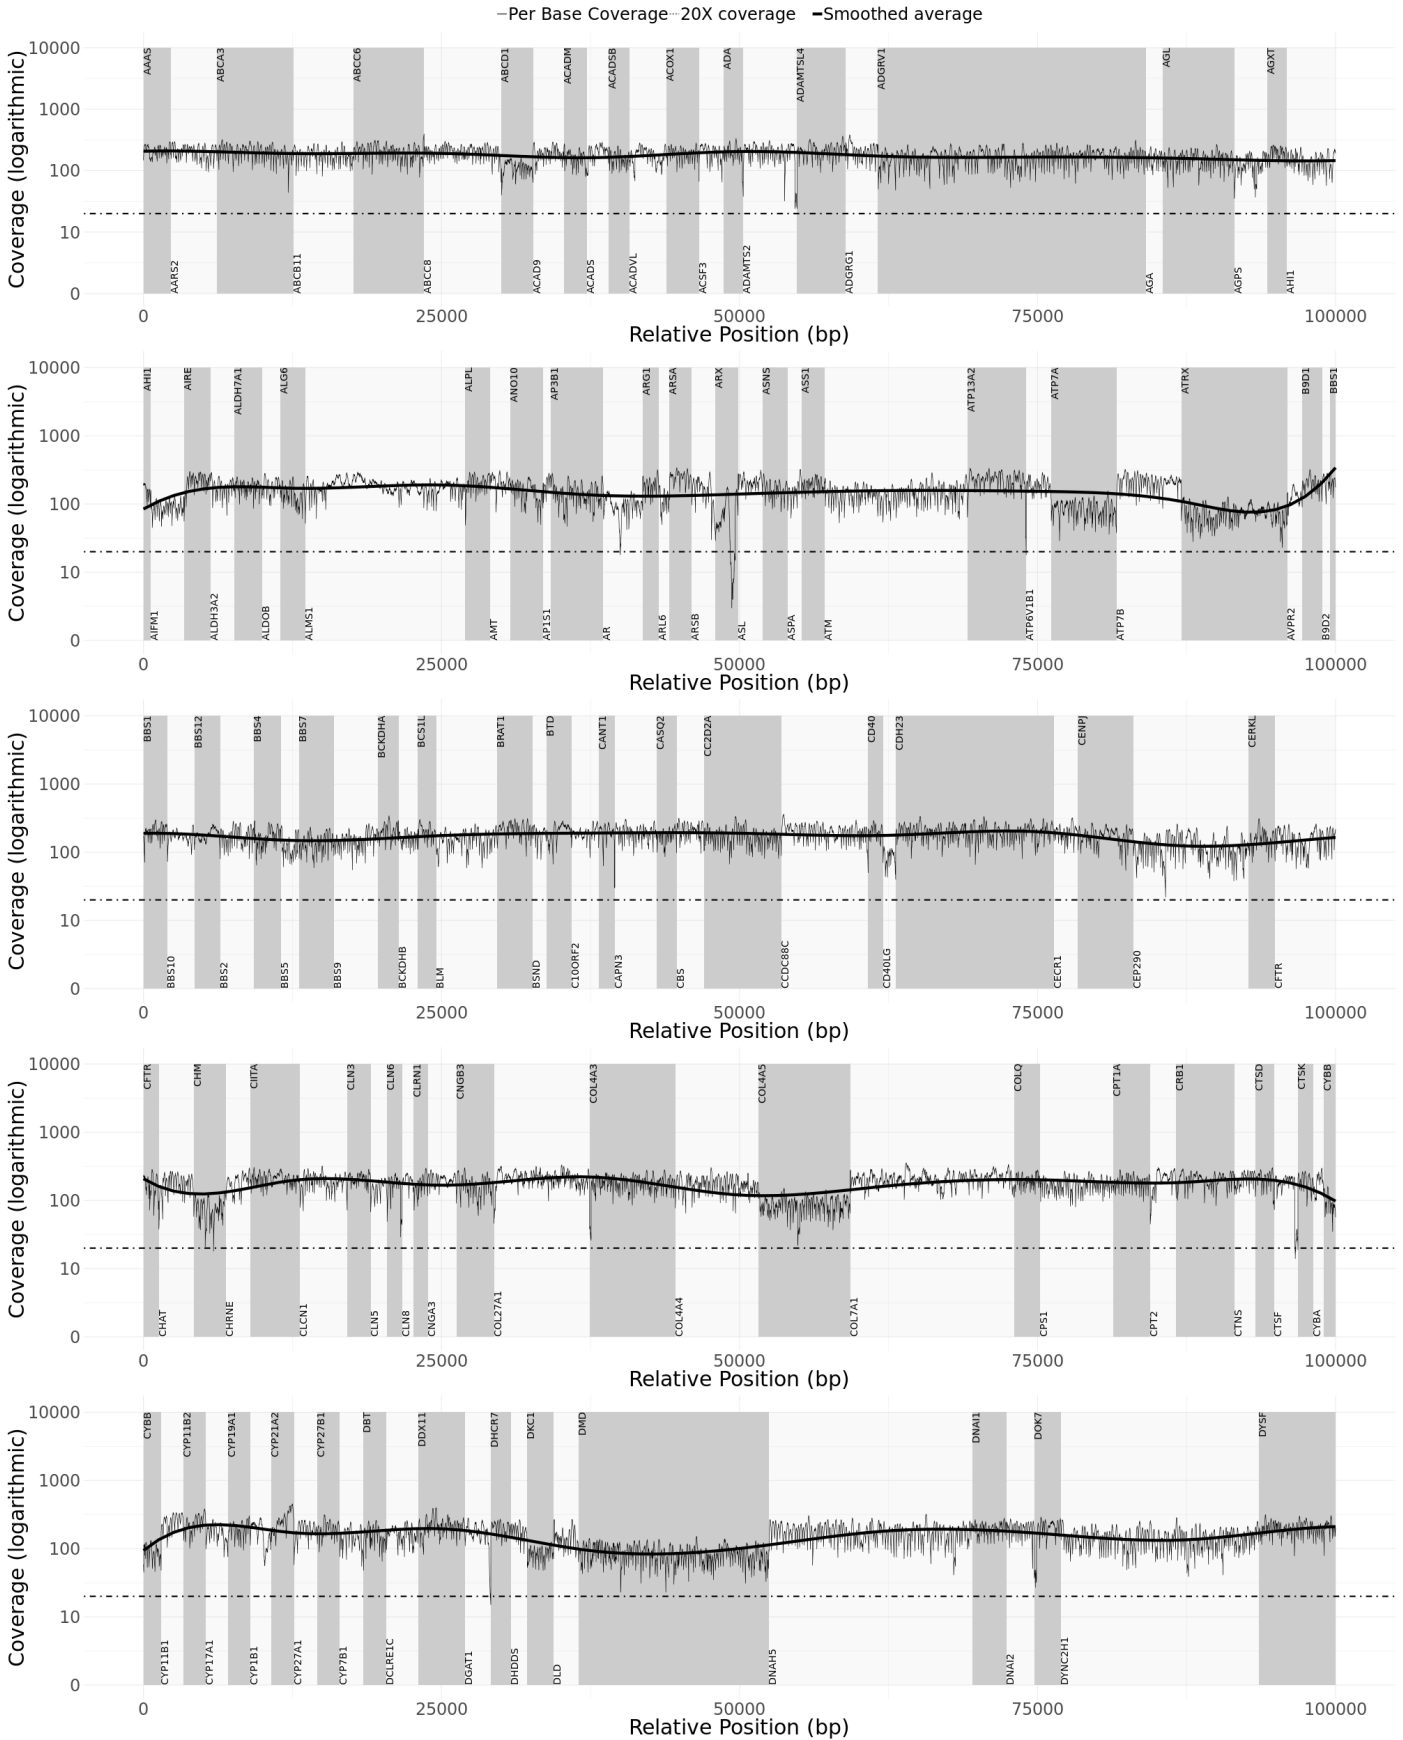 Per Base Coverage 20X coverage Smoothed average
Coverage (logarithmic)
10000
1000
100
10
0
AAAS ABCA3 ABCC6 ABCD1 ACADM ACADSB ACOX1 ADA ADAMTSL4 ADGRV1 AGL AGXT
AARS2 ABCB11 ABCC8 ACAD9 ACADS ACADVL ACSF3 ADAMTS2 ADGRG1 AGA AGPS AHI1
0 25000 50000 75000 100000
Relative Position (bp)
Coverage (logarithmic)
10000
1000
100
10
0
AHI1 AIRE ALDH7A1 ALG6 ALPL ANO10 AP3B1 ARG1 ARSA ARX ASNS ASS1 ATP13A2 ATP7A ATRX B9D1 BBS1
AIFM1 ALDH3A2 ALDOB ALMS1 AMT AP1S1 AR ARL6 ARSB ASL ASPA ATM ATP6V1B1 ATP7B AVPR2 B9D2
0 25000 50000 75000 100000
Relative Position (bp)
Coverage (logarithmic)
10000
1000
100
10
0
BBS1 BBS12 BBS4 BBS7 BCKDHA BCS1L BRAT1 BTD CANT1 CASQ2 CC2D2A CD40 CDH23 CENPJ CERKL
BBS10 BBS2 BBS5 BBS9 BCKDHB BLM BSND C10ORF2 CAPN3 CBS CCDC88C CD40LG CECR1 CEP290 CFTR
0 25000 50000 75000 100000
Relative Position (bp)
Coverage (logarithmic)
10000
1000
100
10
0
CFTR CHM CIITA CLN3 CLN6 CLRN1 CNGB3 COL4A3 COL4A5 COLQ CPT1A CRB1 CTSD CTSK CYBB
CHAT CHRNE CLCN1 CLN5 CLN8 CNGA3 COL27A1 COL4A4 COL7A1 CPS1 CPT2 CTNS CTSF CYBA
0 25000 50000 75000 100000
Relative Position (bp)
Coverage (logarithmic)
10000
1000
100
10
0
CYBB CYP11B2 CYP19A1 CYP21A2 CYP27B1 DBT DDX11 DHCR7 DKC1 DMD DNAI1 DOK7 DYSF
CYP11B1 CYP17A1 CYP1B1 CYP27A1 CYP7B1 DCLRE1C DGAT1 DHDDS DLD DNAH5 DNAI2 DYNC2H1
0 25000 50000 75000 100000
Relative Position (bp)